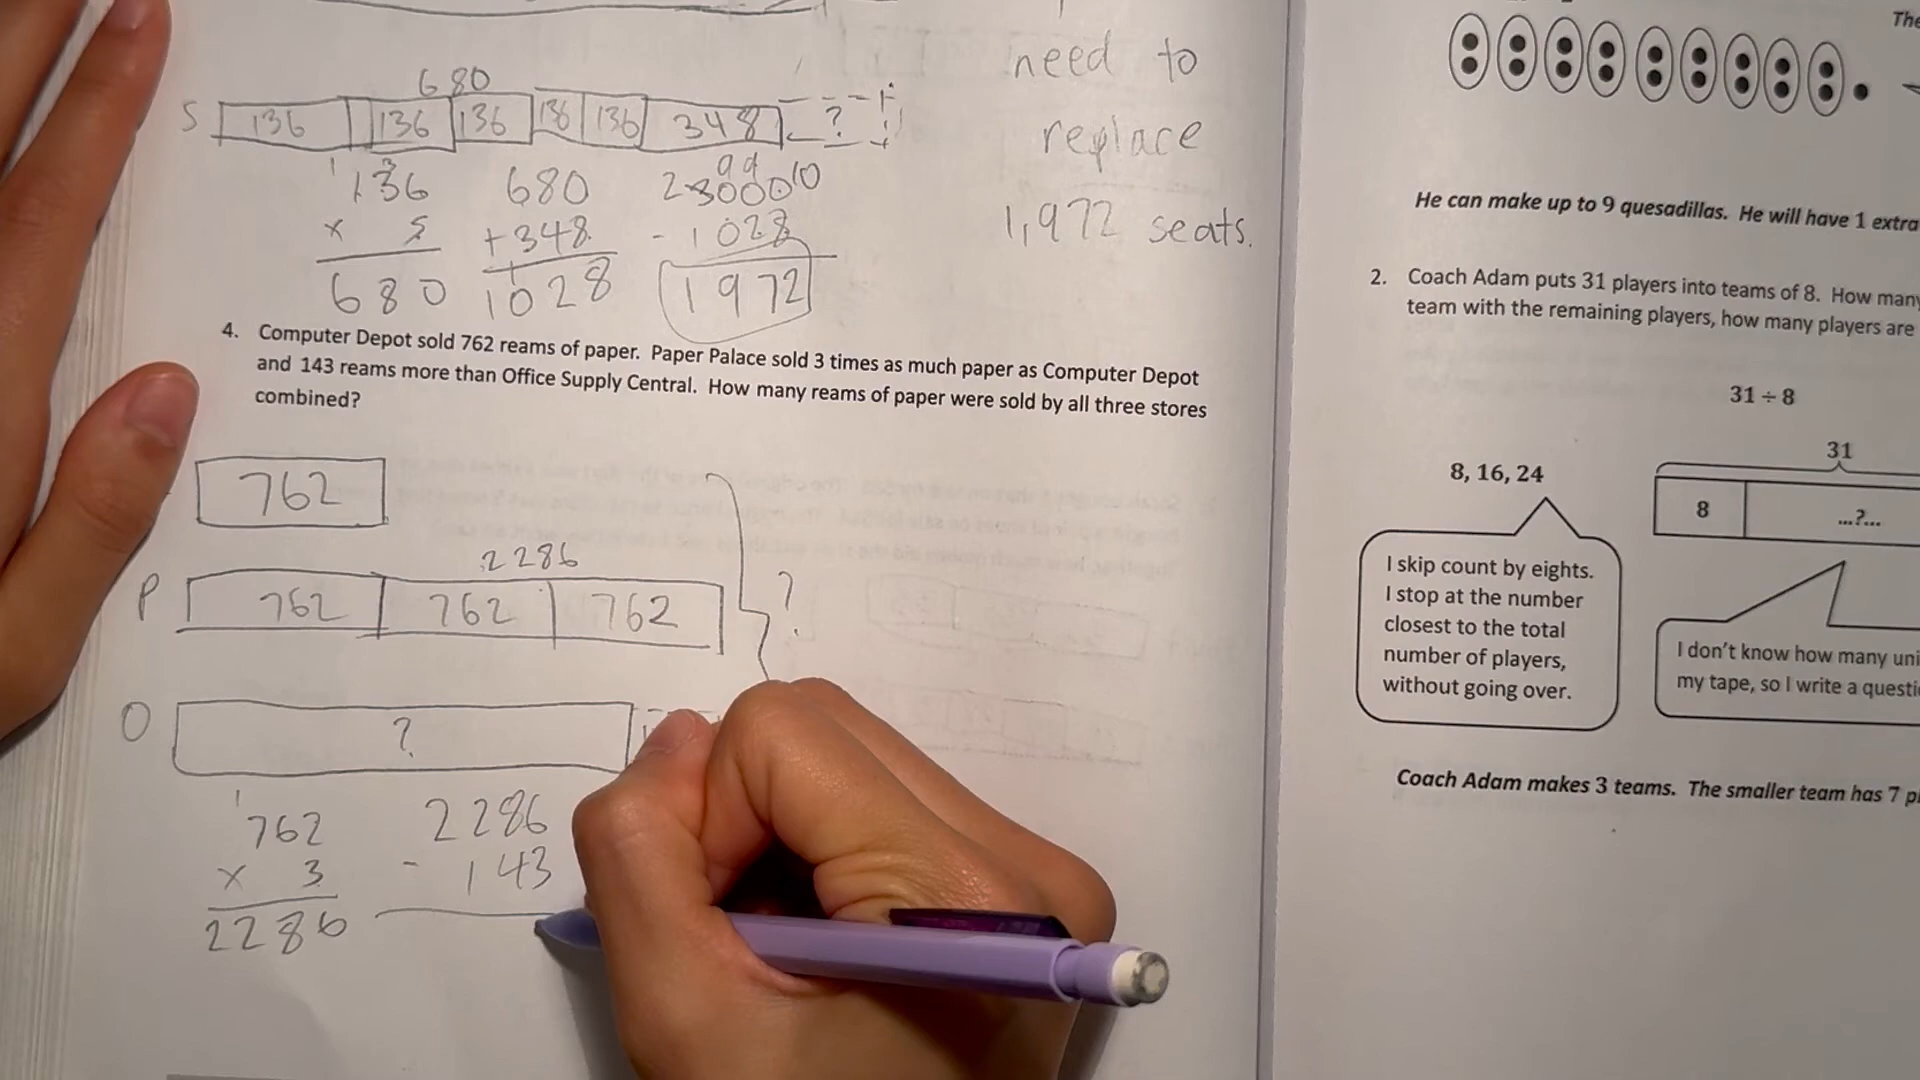 680
S 136 136 136 136 136 348 ?
136 680 3000
x 5 +348 - 1028
680 1028 1972
need to
replace
1,972 seats.
4. Computer Depot sold 762 reams of paper. Paper Palace sold 3 times as much paper as Computer Depot
and 143 reams more than Office Supply Central. How many reams of paper were sold by all three stores
combined?
762
2286
P 762 762 762 ?
O ?
1
762 2286
x 3 - 143
2286
The
He can make up to 9 quesadillas. He will have 1 extra
2. Coach Adam puts 31 players into teams of 8. How many
team with the remaining players, how many players are
31 ÷ 8
31
8, 16, 24
8 ...?...
I skip count by eights.
I stop at the number
closest to the total
number of players,
without going over.
I don't know how many uni
my tape, so I write a questi
Coach Adam makes 3 teams. The smaller team has 7 pl